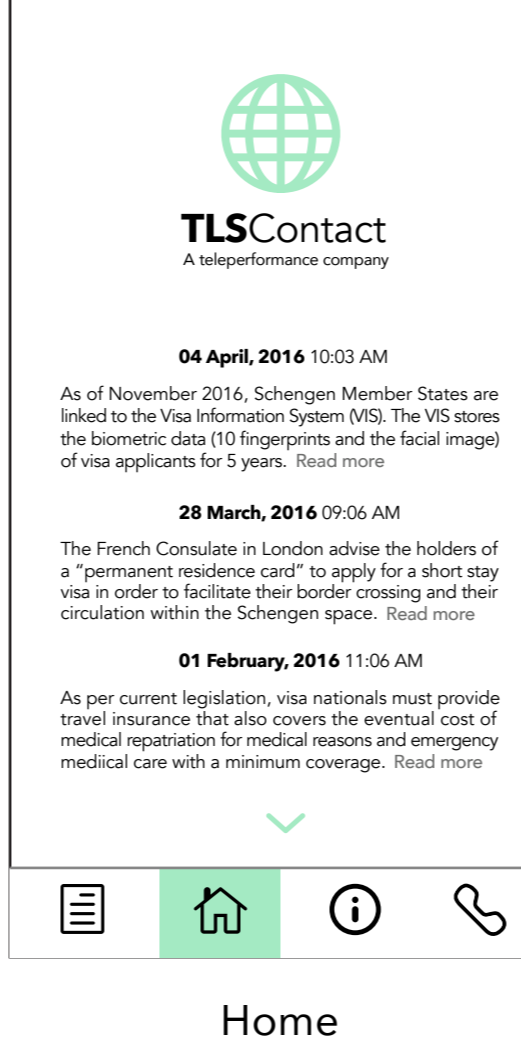 TLSContact
A teleperformance company
04 April, 2016 10:03 AM
As of November 2016, Schengen Member States are
linked to the Visa Information System (VIS). The VIS stores
the biometric data (10 fingerprints and the facial image)
of visa applicants for 5 years. Read more
28 March, 2016 09:06 AM
The French Consulate in London advise the holders of
a “permanent residence card” to apply for a short stay
visa in order to facilitate their border crossing and their
circulation within the Schengen space. Read more
01 February, 2016 11:06 AM
As per current legislation, visa nationals must provide
travel insurance that also covers the eventual cost of
medical repatriation for medical reasons and emergency
mediical care with a minimum coverage. Read more
Home